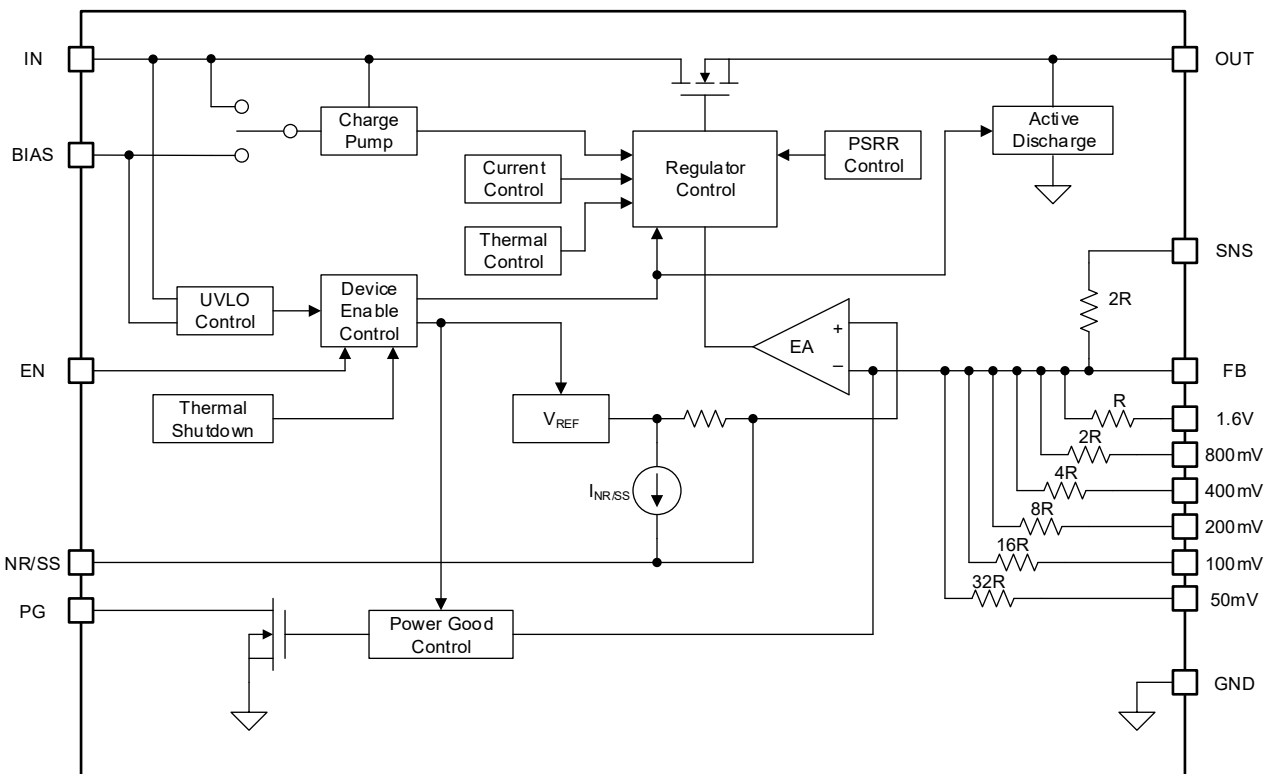 IN
OUT
Charge
Pump
Active
Discharge
BIAS
PSRR
Control
Current
Control
Regulator
Control
Thermal
Control
SNS
UVLO
Control
Device
Enable
Control
2R
+
EA
−
EN
FB
Thermal
Shutdown
VREF
R
1.6V
2R
800mV
INR/SS
4R
400mV
8R
200mV
NR/SS
16R
100mV
32R
50mV
PG
Power Good
Control
GND